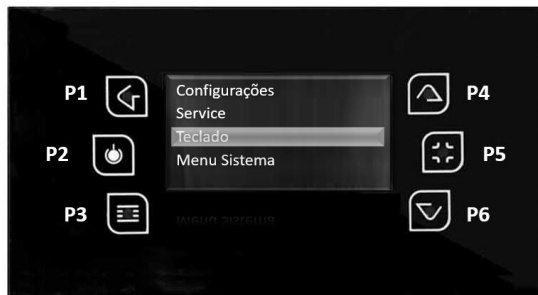 P1
P2
P3
Configurações
Service
Teclado
Menu Sistema
P4
P5
P6